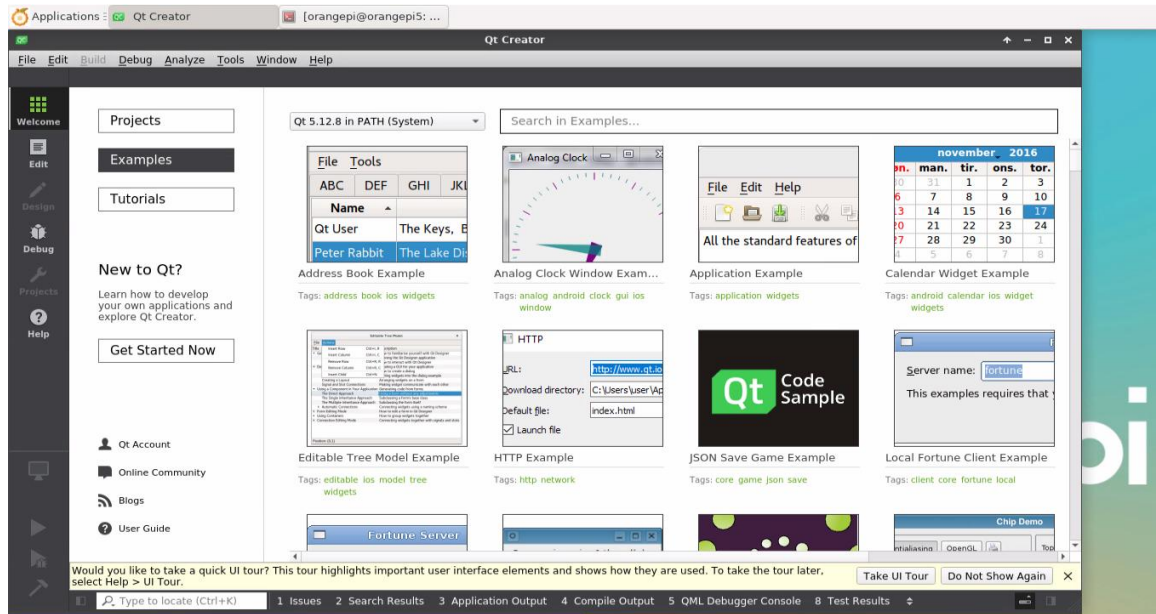 Applications
Qt Creator
[orangepi@orangepi5: ...
Qt Creator
File Edit Build Debug Analyze Tools Window Help
Welcome
Edit
Design
Debug
Projects
Help
Projects
Examples
Tutorials
New to Qt?
Learn how to develop
your own applications and
explore Qt Creator.
Get Started Now
Qt Account
Online Community
Blogs
User Guide
Qt 5.12.8 in PATH (System)
Search in Examples...
File Tools
ABC DEF GHI JKL
Name
Qt User The Keys, B
Peter Rabbit The Lake Di
Address Book Example
Tags: address book ios widgets
Analog Clock
Analog Clock Window Exam...
Tags: analog android clock gui ios
window
File Edit Help
All the standard features of
Application Example
Tags: application widgets
november 2016
man. tir. ons. tor.
31 1 2 3
6 7 8 9 10
14 15 16 17
21 22 23 24
28 29 30 1
5 6 7 8
Calendar Widget Example
Tags: android calendar ios widget
widgets
Editable Tree Model Example
Tags: editable ios model tree
widgets
HTTP
URL: http://www.qt.io
Download directory: C:\Users\user\Ap
Default file: index.html
Launch file
HTTP Example
Tags: http network
Qt Code
Sample
JSON Save Game Example
Tags: core game json save
Server name: fortune
This examples requires that
Local Fortune Client Example
Tags: client core fortune local
Fortune Server
Chip Demo
OpenGL
pi
Would you like to take a quick UI tour? This tour highlights important user interface elements and shows how they are used. To take the tour later,
select Help > UI Tour.
Take UI Tour
Do Not Show Again
Type to locate (Ctrl+K)
1 Issues 2 Search Results 3 Application Output 4 Compile Output 5 QML Debugger Console 8 Test Results